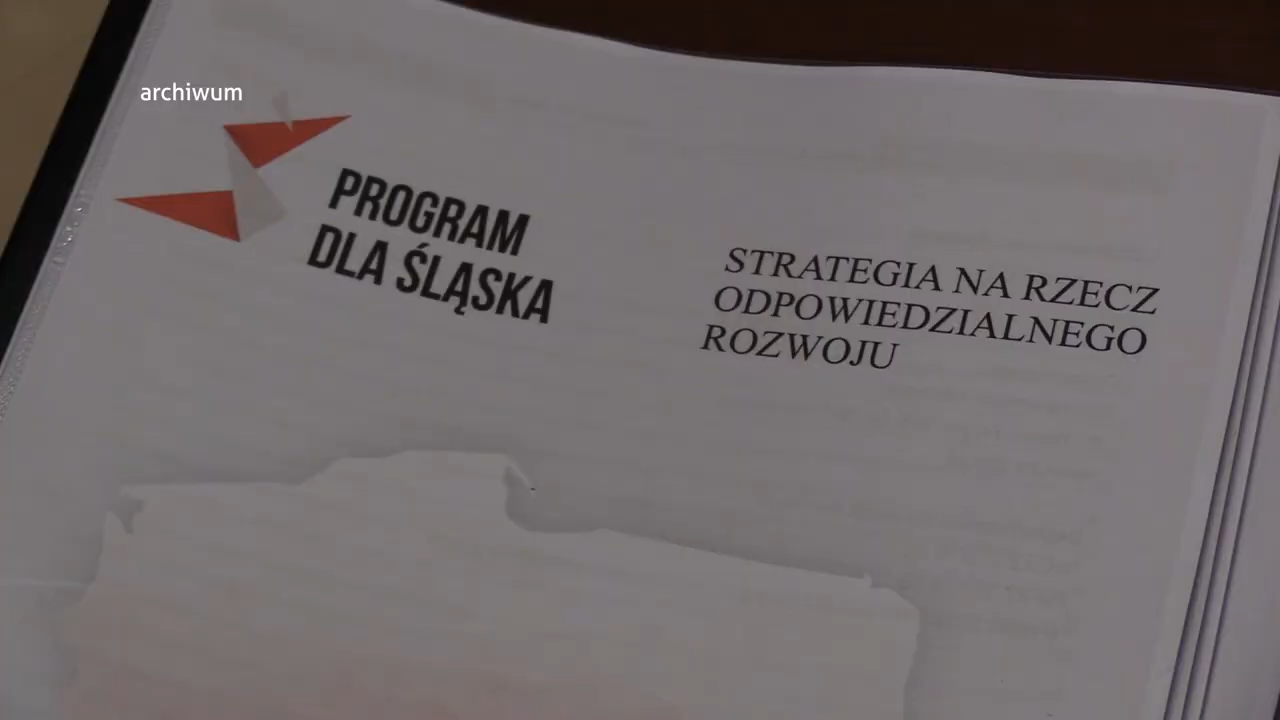 archiwum
PROGRAM
DLA ŚLĄSKA
STRATEGIA NA RZECZ
ODPOWIEDZIALNEGO
ROZWOJU